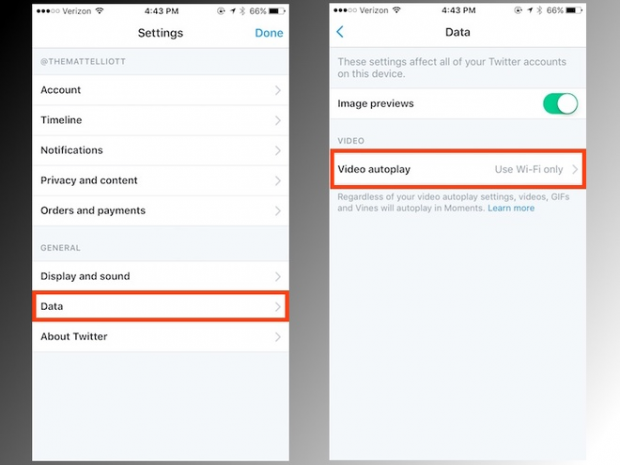 Verizon 4:43 PM 66%
Settings
Done
@THEMATTELLIOTT
Account
Timeline
Notifications
Privacy and content
Orders and payments
GENERAL
Display and sound
Data
About Twitter
Verizon 4:43 PM 66%
Data
These settings affect all of your Twitter accounts
on this device.
Image previews
VIDEO
Video autoplay Use Wi-Fi only
Regardless of your video autoplay settings, videos, GIFs
and Vines will autoplay in Moments. Learn more